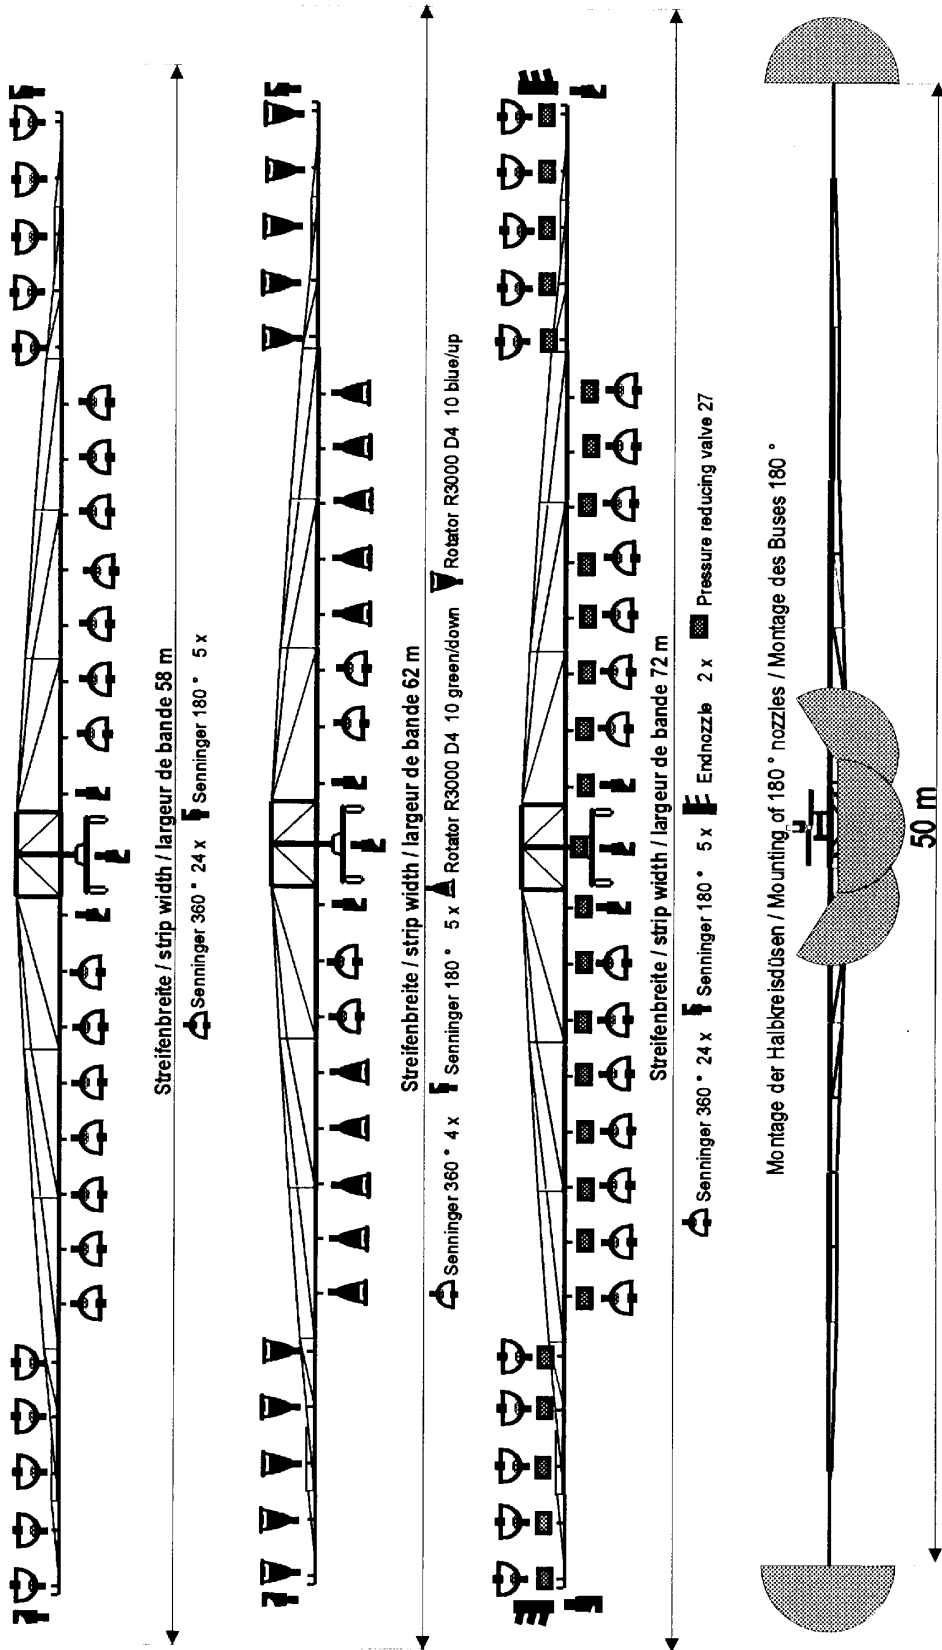 Streifenbreite / strip width / largeur de bande 58 m
Senninger 360 ° 24 x Senninger 180 ° 5 x
Streifenbreite / strip width / largeur de bande 62 m
Senninger 360 ° 4 x Senninger 180 ° 5 x Rotator R3000 D4 10 green/down Rotator R3000 D4 10 blue/up
Streifenbreite / strip width / largeur de bande 72 m
Senninger 360 ° 24 x Senninger 180 ° 5 x Endnozzle 2 x Pressure reducing valve 27
Montage der Halbkreisdüsen / Mounting of 180 ° nozzles / Montage des Buses 180 °
50 m